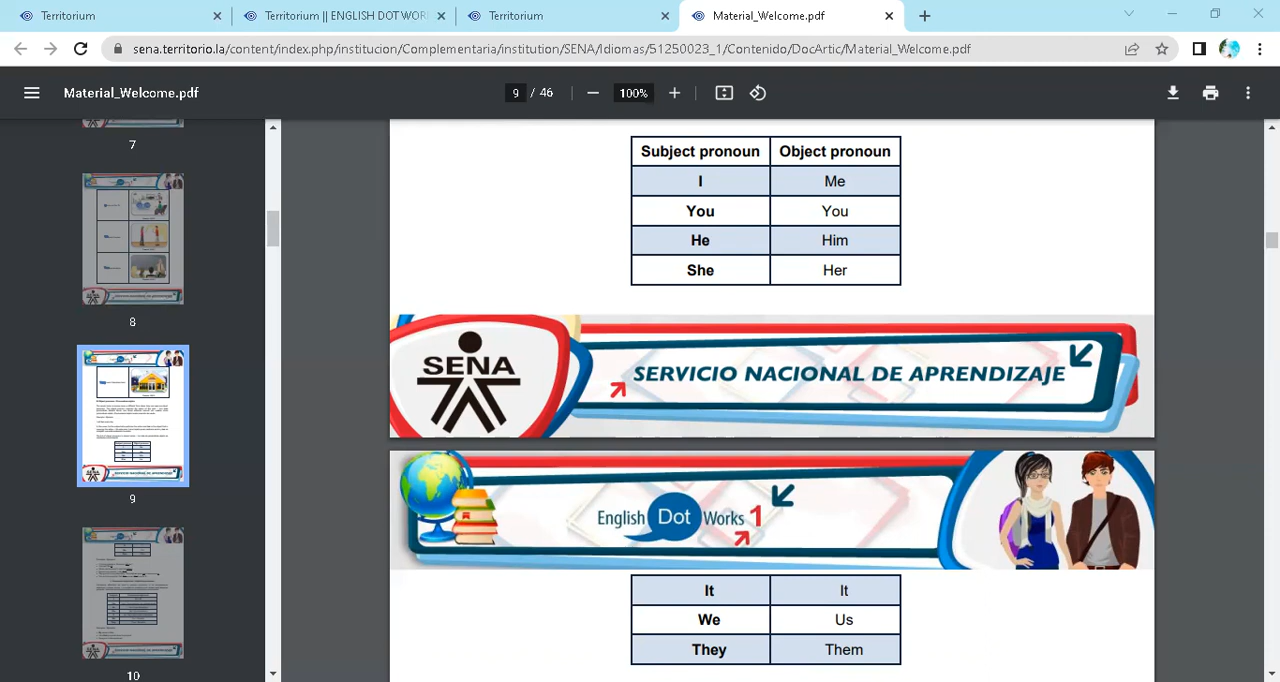 Territorium
Territorium || ENGLISH DOT WOR
Territorium
Material_Welcome.pdf
sena.territorio.la/content/index.php/institucion/Complementaria/institution/SENA/Idiomas/51250023_1/Contenido/DocArtic/Material_Welcome.pdf
Material_Welcome.pdf
9 / 46
100%
7
8
9
10
Subject pronoun Object pronoun
I Me
You You
He Him
She Her
SENA
SERVICIO NACIONAL DE APRENDIZAJE
English Dot Works 1
It It
We Us
They Them